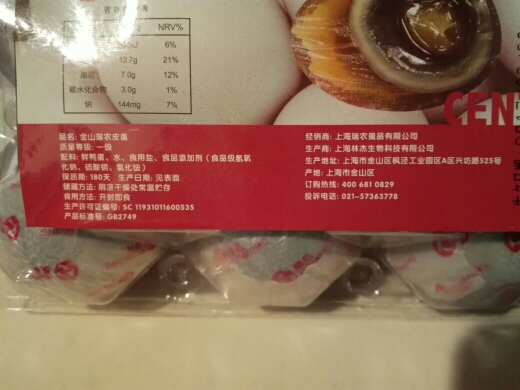 NRV%
6%
12.7g 21%
脂肪 7.0g 12%
碳水化合物 3.0g 1%
钠 144mg 7%
CEN
品名: 金山瑞农皮蛋
质量等级: 一级
配料: 鲜鸭蛋、水、食用盐、食品添加剂（食品级氢氧
化钠、硫酸铜、氯化铵）
保质期: 180天 生产日期: 见表面
储藏方法: 阴凉干燥处常温贮存
食用方法: 开封即食
生产许可证编号: SC 11931011600535
产品标准号: GB2749
经销商: 上海瑞农蛋品有限公司
生产商: 上海林杰生物科技有限公司
生产地址: 上海市金山区枫泾工业园区A区兴坊路525号
产地: 上海市金山区
订购热线: 400 681 0829
投诉电话: 021-57363778